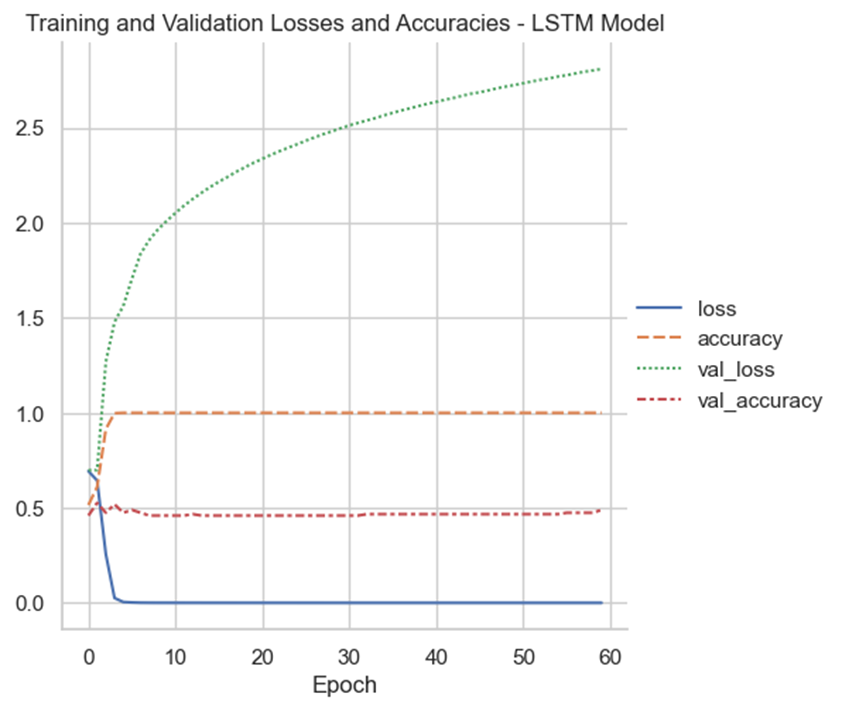 Training and Validation Losses and Accuracies - LSTM Model
2.5
2.0
1.5
1.0
0.5
0.0
0 10 20 30 40 50 60
Epoch
loss
accuracy
val_loss
val_accuracy